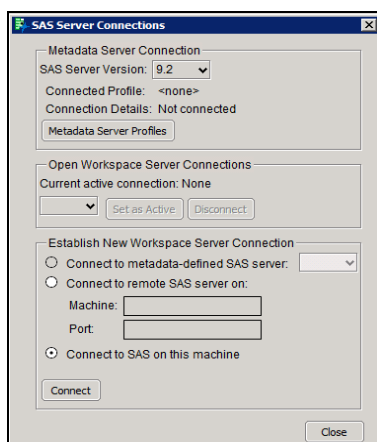 SAS Server Connections
Metadata Server Connection
SAS Server Version: 9.2
Connected Profile: <none>
Connection Details: Not connected
Metadata Server Profiles
Open Workspace Server Connections
Current active connection: None
Set as Active Disconnect
Establish New Workspace Server Connection
Connect to metadata-defined SAS server:
Connect to remote SAS server on:
Machine:
Port:
Connect to SAS on this machine
Connect
Close